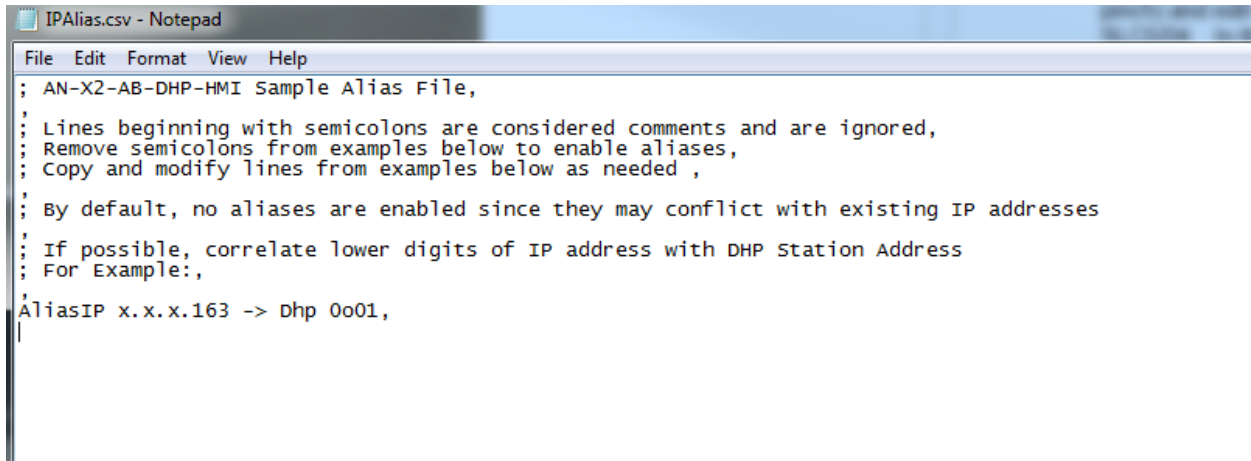 IPAlias.csv - Notepad
File Edit Format View Help
; AN-X2-AB-DHP-HMI Sample Alias File,
;,
; Lines beginning with semicolons are considered comments and are ignored,
; Remove semicolons from examples below to enable aliases,
; Copy and modify lines from examples below as needed ,
;,
; By default, no aliases are enabled since they may conflict with existing IP addresses
;,
; If possible, correlate lower digits of IP address with DHP Station Address
; For Example:,
;,
AliasIP x.x.x.163 -> Dhp 0o01,